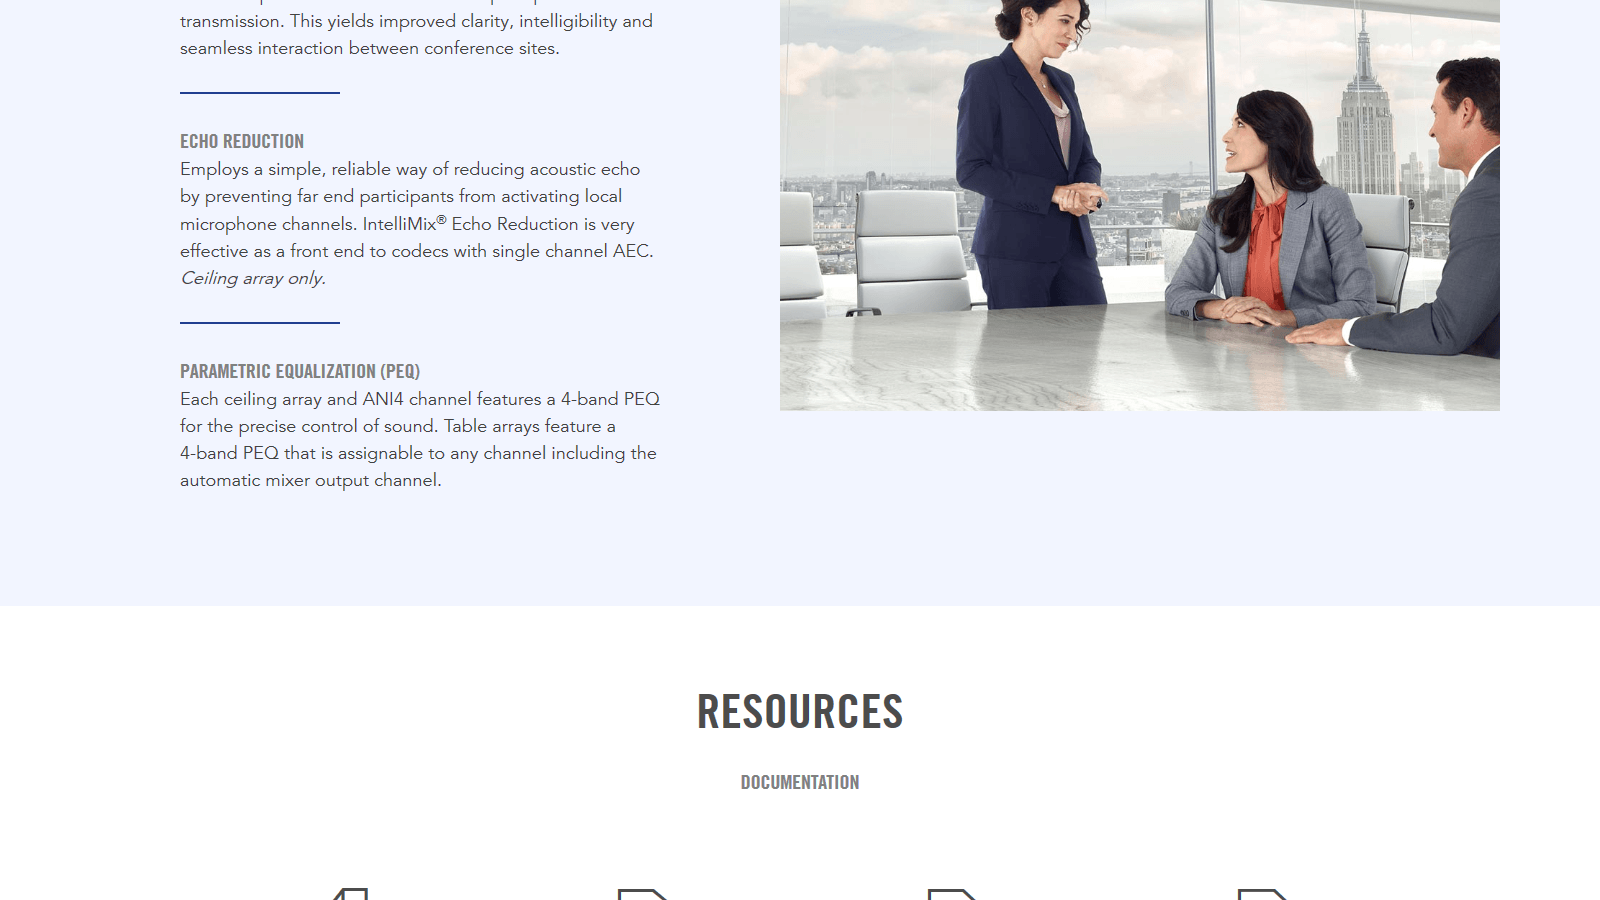 transmission. This yields improved clarity, intelligibility and
seamless interaction between conference sites.
ECHO REDUCTION
Employs a simple, reliable way of reducing acoustic echo
by preventing far end participants from activating local
microphone channels. IntelliMix® Echo Reduction is very
effective as a front end to codecs with single channel AEC.
Ceiling array only.
PARAMETRIC EQUALIZATION (PEQ)
Each ceiling array and ANI4 channel features a 4-band PEQ
for the precise control of sound. Table arrays feature a
4-band PEQ that is assignable to any channel including the
automatic mixer output channel.
RESOURCES
DOCUMENTATION